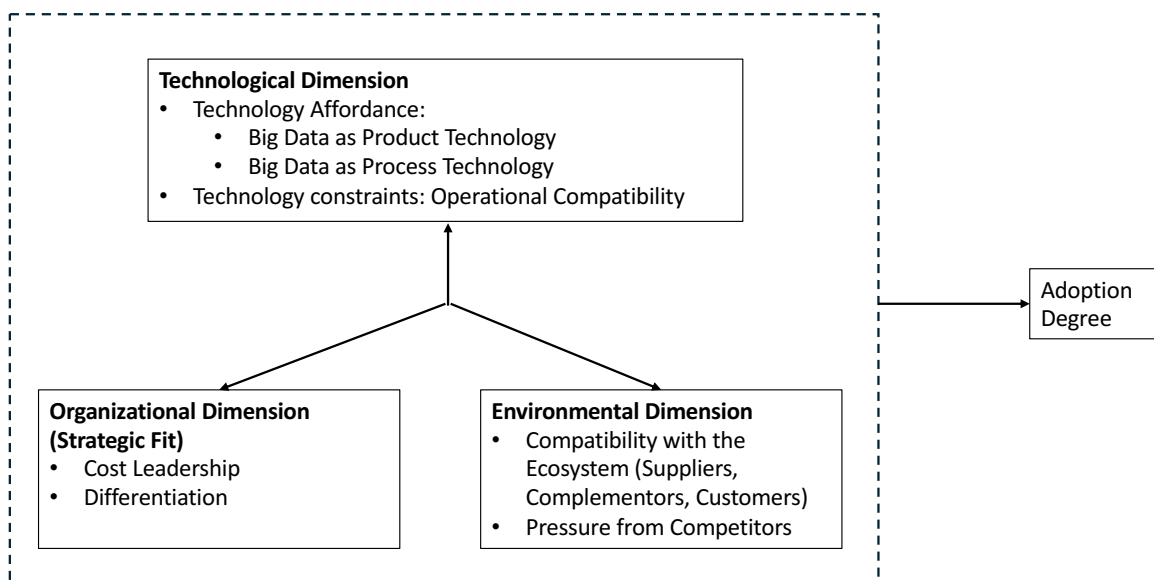 Technological Dimension
• Technology Affordance:
• Big Data as Product Technology
• Big Data as Process Technology
• Technology constraints: Operational Compatibility
Adoption
Degree
Organizational Dimension
(Strategic Fit)
• Cost Leadership
• Differentiation
Environmental Dimension
• Compatibility with the
Ecosystem (Suppliers,
Complementors, Customers)
• Pressure from Competitors